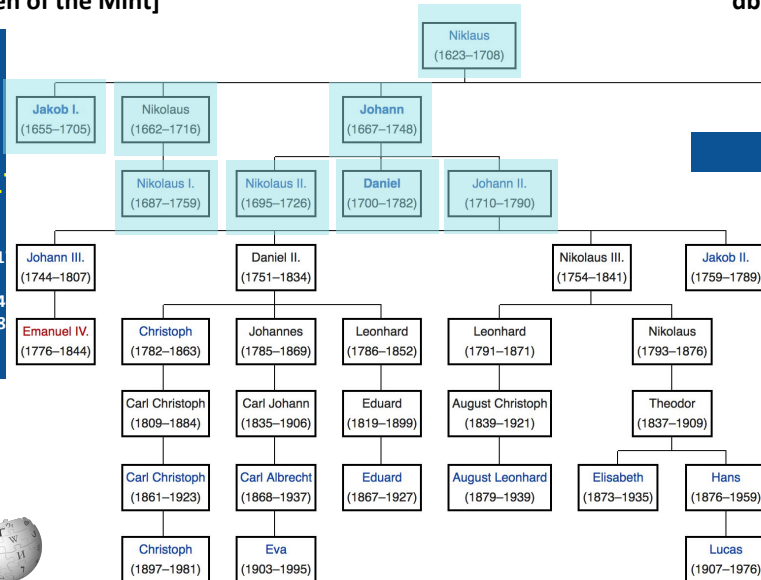 en of the Mint]
db
Niklaus
(1623–1708)
Jakob I.
(1655–1705)
Nikolaus
(1662–1716)
Johann
(1667–1748)
Nikolaus I.
(1687–1759)
Nikolaus II.
(1695–1726)
Daniel
(1700–1782)
Johann II.
(1710–1790)
Johann III.
(1744–1807)
Daniel II.
(1751–1834)
Nikolaus III.
(1754–1841)
Jakob II.
(1759–1789)
Emanuel IV.
(1776–1844)
Christoph
(1782–1863)
Johannes
(1785–1869)
Leonhard
(1786–1852)
Leonhard
(1791–1871)
Nikolaus
(1793–1876)
Carl Christoph
(1809–1884)
Carl Johann
(1835–1906)
Eduard
(1819–1899)
August Christoph
(1839–1921)
Theodor
(1837–1909)
Carl Christoph
(1861–1923)
Carl Albrecht
(1868–1937)
Eduard
(1867–1927)
August Leonhard
(1879–1939)
Elisabeth
(1873–1935)
Hans
(1876–1959)
Christoph
(1897–1981)
Eva
(1903–1995)
Lucas
(1907–1976)